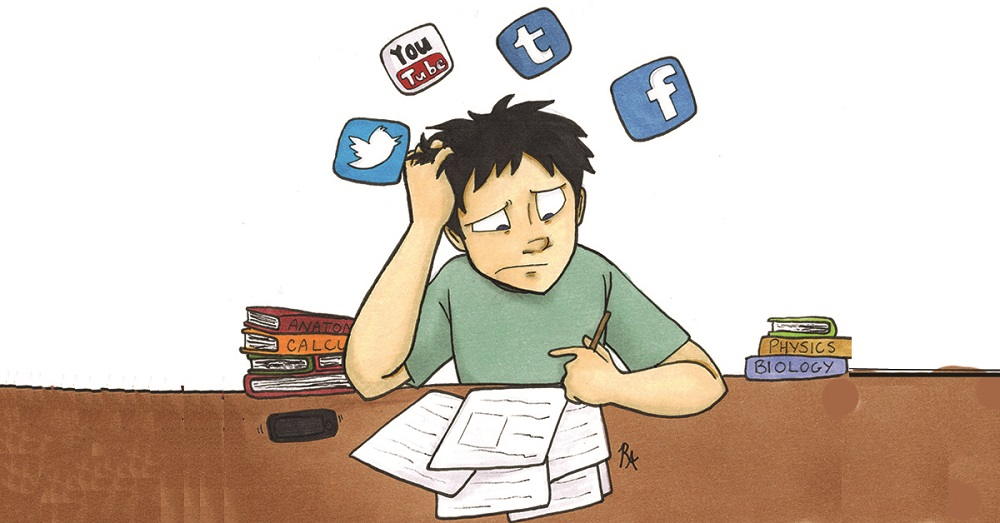 You
Tube
t
f
ANATOM
CALCU
PHYSICS
BIOLOGY
RA